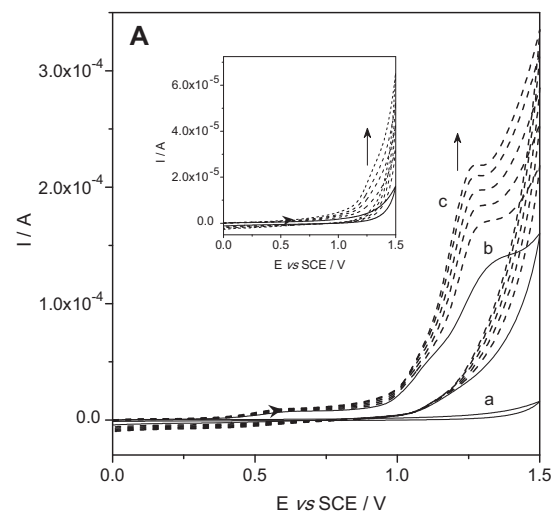 A
I / A
3.0x10⁻⁴
2.0x10⁻⁴
1.0x10⁻⁴
0.0
0.0
0.5
1.0
1.5
E vs SCE / V
I / A
6.0x10⁻⁵
4.0x10⁻⁵
2.0x10⁻⁵
0.0
0.0
0.5
1.0
1.5
E vs SCE / V
c
b
a